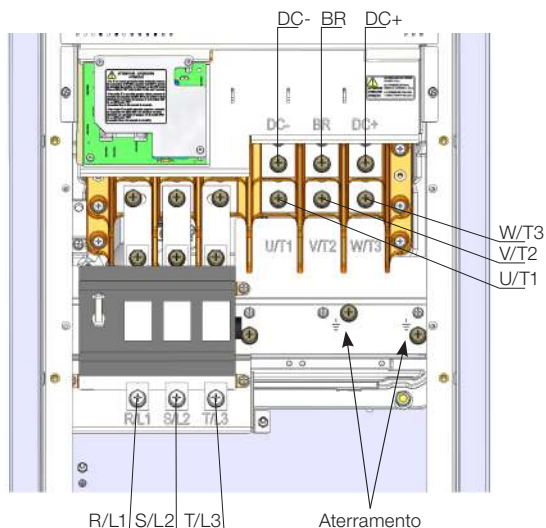 DC- BR DC+
DC- BR DC+
U/T1 V/T2 W/T3
W/T3
V/T2
U/T1
R/L1 S/L2 T/L3
R/L1 S/L2 T/L3
Aterramento